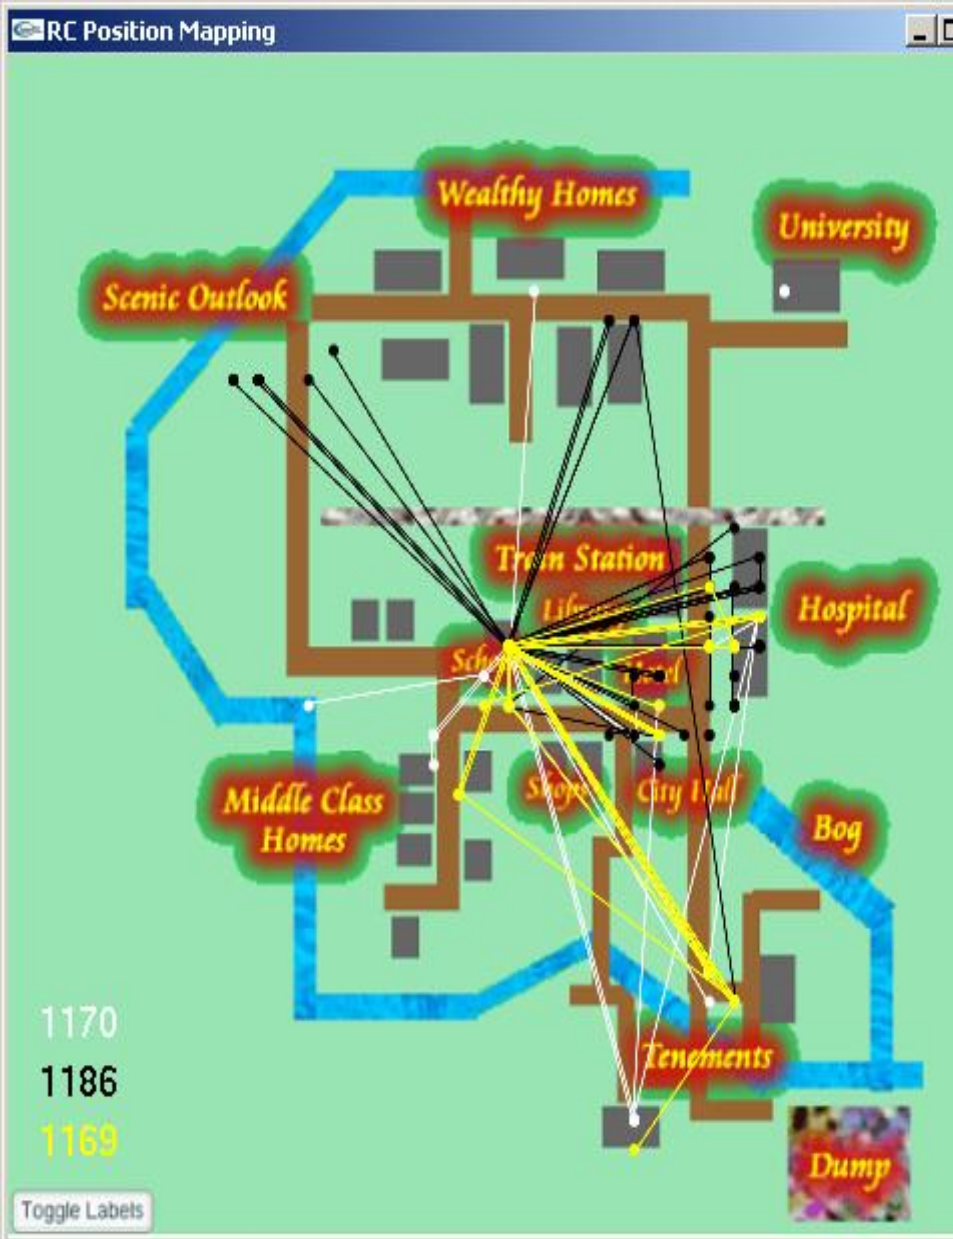 RC Position Mapping
Wealthy Homes
University
Scenic Outlook
Train Station
Hospital
Shops
City Hall
Middle Class
Homes
Bog
1170
1186
1169
Tenements
Dump
Toggle Labels